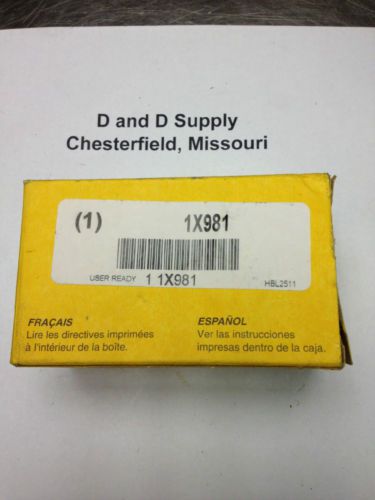 D and D Supply
Chesterfield, Missouri
(1) 1X981
USER READY 1 1X981 HBL2511
FRAÇAIS
Lire les directives imprimées
à l'intérieur de la boîte.
ESPAÑOL
Ver las instrucciones
impresas dentro de la caja.